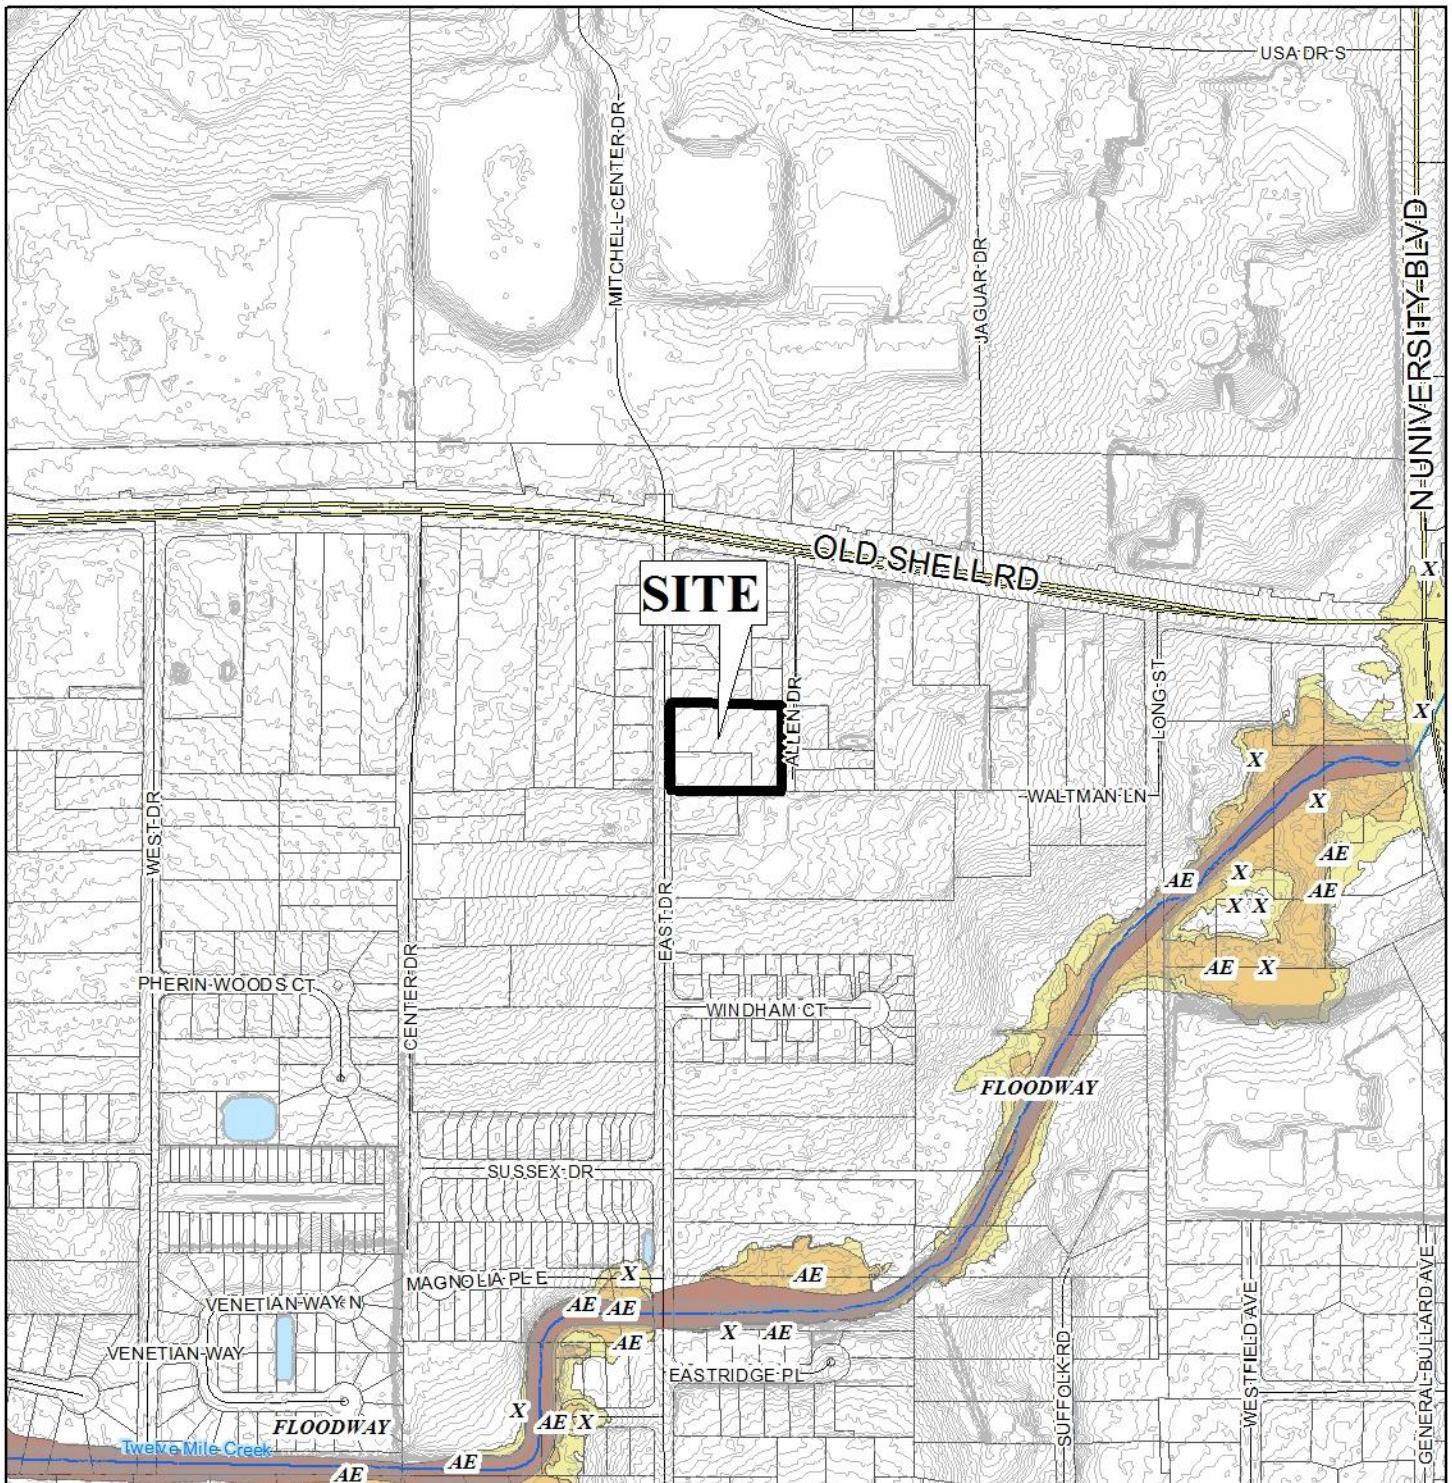 USA DR S
MITCHELL CENTER DR
N UNIVERSITY BLVD
JAGUAR DR
OLD SHELL RD
X
SITE
LONG ST
ALLEN DR
X
X
WALTMAN LN
X
WEST DR
AE
X
AE
AE
X X
EAST DR
CENTER DR
AE X
PHERIN WOODS CT
WINDHAM CT
FLOODWAY
SUSSEX DR
X
AE
MAGNOLIA PL E
VENETIAN WAY N
AE AE
X AE
AE
VENETIAN WAY
EASTRIDGE PL
SUFFOLK RD
WESTFIELD AVE
GENERAL BULLARD AVE
X
AE X
FLOODWAY
Twelve Mile Creek
AE
AE